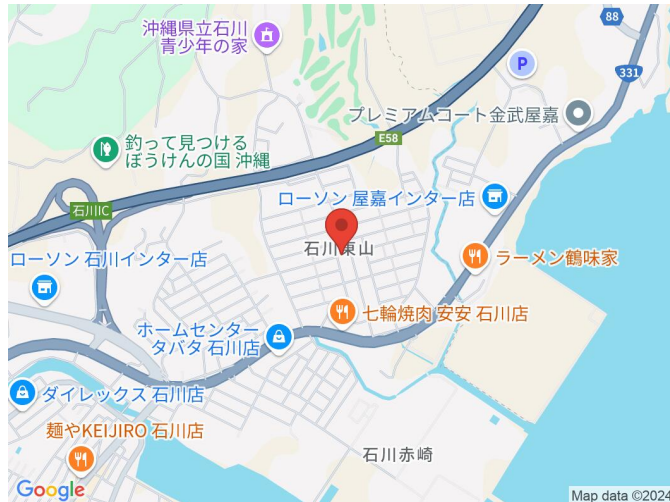 沖縄県立石川
青少年の家
88
331
P
プレミアムコート金武屋嘉
E58
釣って見つける
ぼうけんの国 沖縄
石川IC
ローソン 屋嘉インター店
石川東山
ローソン 石川インター店
ラーメン鶴味家
七輪焼肉 安安 石川店
ホームセンター
タバタ 石川店
ダイレックス 石川店
麺やKEIJIRO 石川店
石川赤崎
Google
Map data ©2024